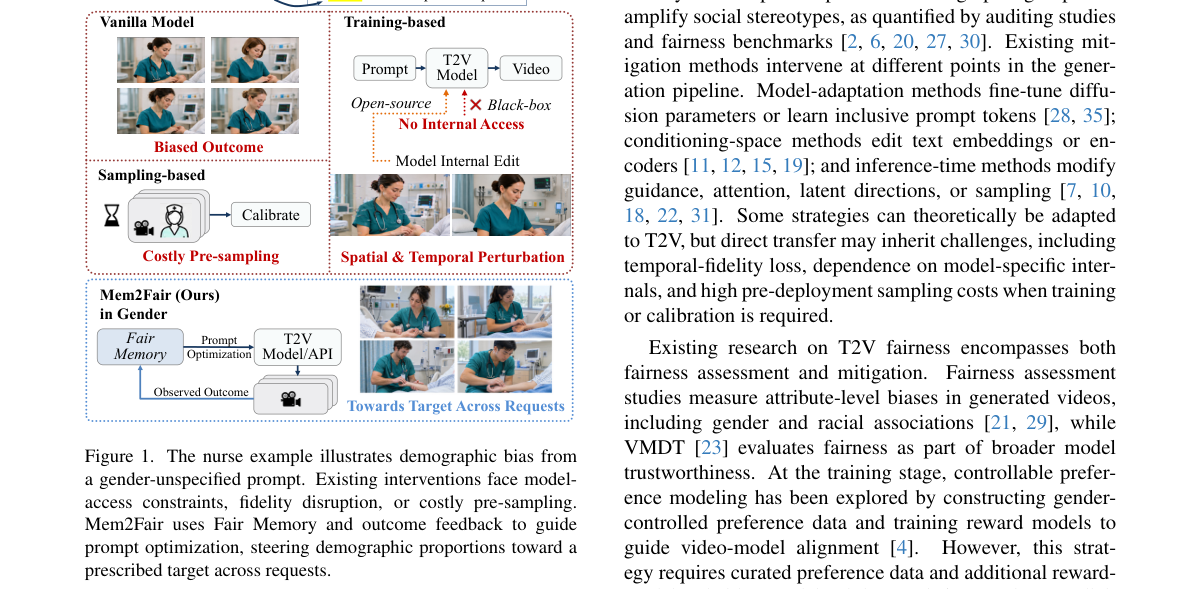 Vanilla Model
Biased Outcome
Training-based
Prompt
T2V
Model
Video
Open-source
Black-box
No Internal Access
Model Internal Edit
Spatial & Temporal Perturbation
Sampling-based
Calibrate
Costly Pre-sampling
Mem2Fair (Ours)
in Gender
Fair
Memory
Prompt
Optimization
T2V
Model/API
Observed Outcome
Towards Target Across Requests
Figure 1. The nurse example illustrates demographic bias from
a gender-unspecified prompt. Existing interventions face model-
access constraints, fidelity disruption, or costly pre-sampling.
Mem2Fair uses Fair Memory and outcome feedback to guide
prompt optimization, steering demographic proportions toward a
prescribed target across requests.
amplify social stereotypes, as quantified by auditing studies
and fairness benchmarks [2, 6, 20, 27, 30]. Existing mit-
igation methods intervene at different points in the gener-
ation pipeline. Model-adaptation methods fine-tune diffu-
sion parameters or learn inclusive prompt tokens [28, 35];
conditioning-space methods edit text embeddings or en-
coders [11, 12, 15, 19]; and inference-time methods modify
guidance, attention, latent directions, or sampling [7, 10,
18, 22, 31]. Some strategies can theoretically be adapted
to T2V, but direct transfer may inherit challenges, including
temporal-fidelity loss, dependence on model-specific inter-
nals, and high pre-deployment sampling costs when training
or calibration is required.
Existing research on T2V fairness encompasses both
fairness assessment and mitigation. Fairness assessment
studies measure attribute-level biases in generated videos,
including gender and racial associations [21, 29], while
VMDT [23] evaluates fairness as part of broader model
trustworthiness. At the training stage, controllable prefer-
ence modeling has been explored by constructing gender-
controlled preference data and training reward models to
guide video-model alignment [4]. However, this strat-
egy requires curated preference data and additional reward-